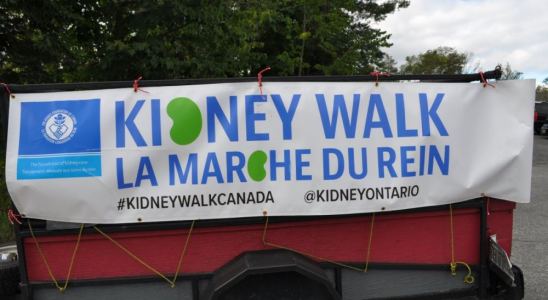 KIDNEY WALK
LA MARCHE DU REIN
#KIDNEYWALKCANADA @KIDNEYONTARIO